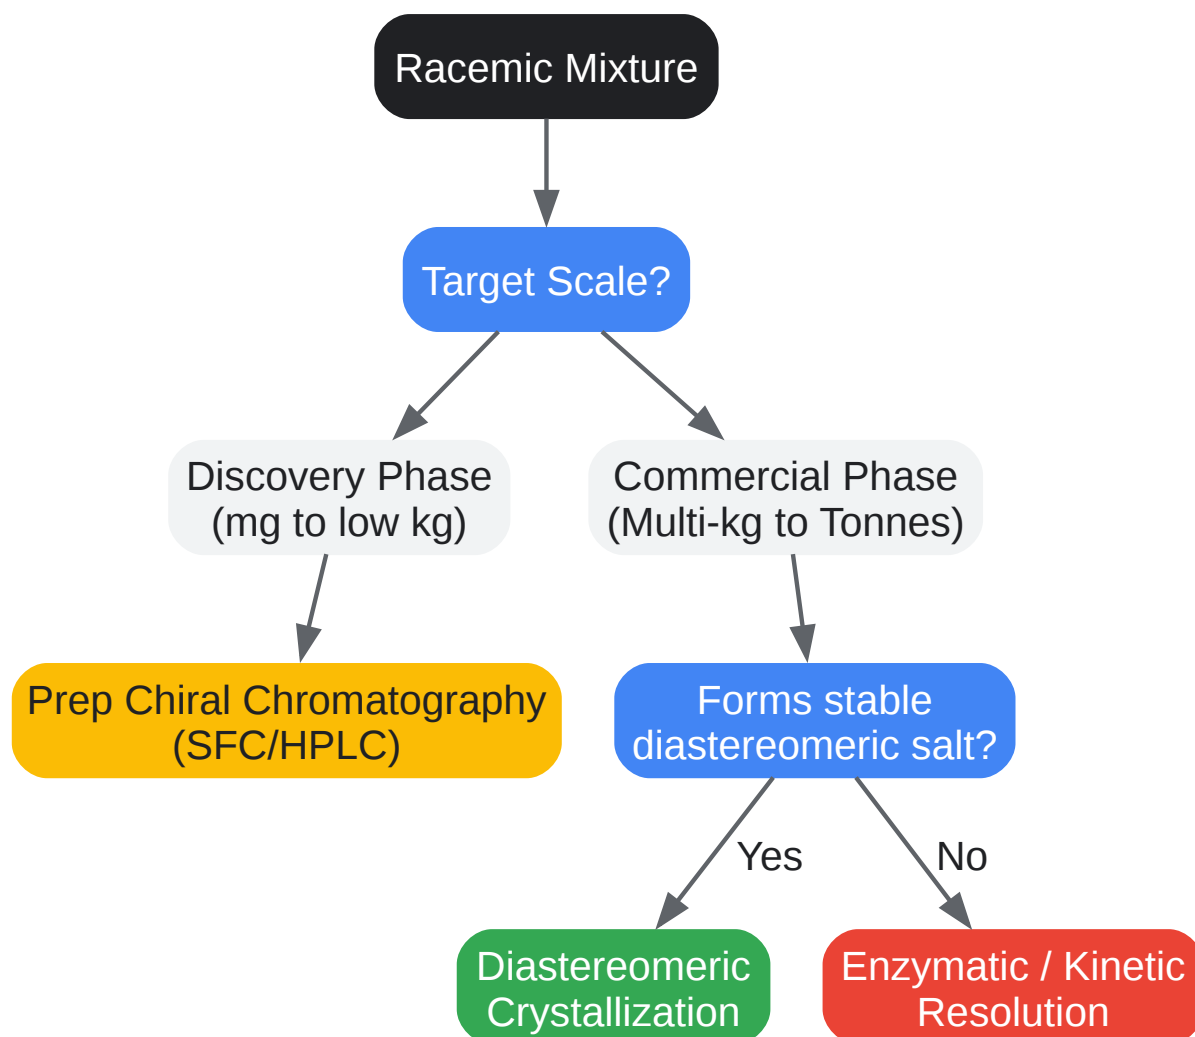 Racemic Mixture
Target Scale?
Discovery Phase
(mg to low kg)
Commercial Phase
(Multi-kg to Tonnes)
Prep Chiral Chromatography
(SFC/HPLC)
Forms stable
diastereomeric salt?
Yes
No
Diastereomeric
Crystallization
Enzymatic / Kinetic
Resolution